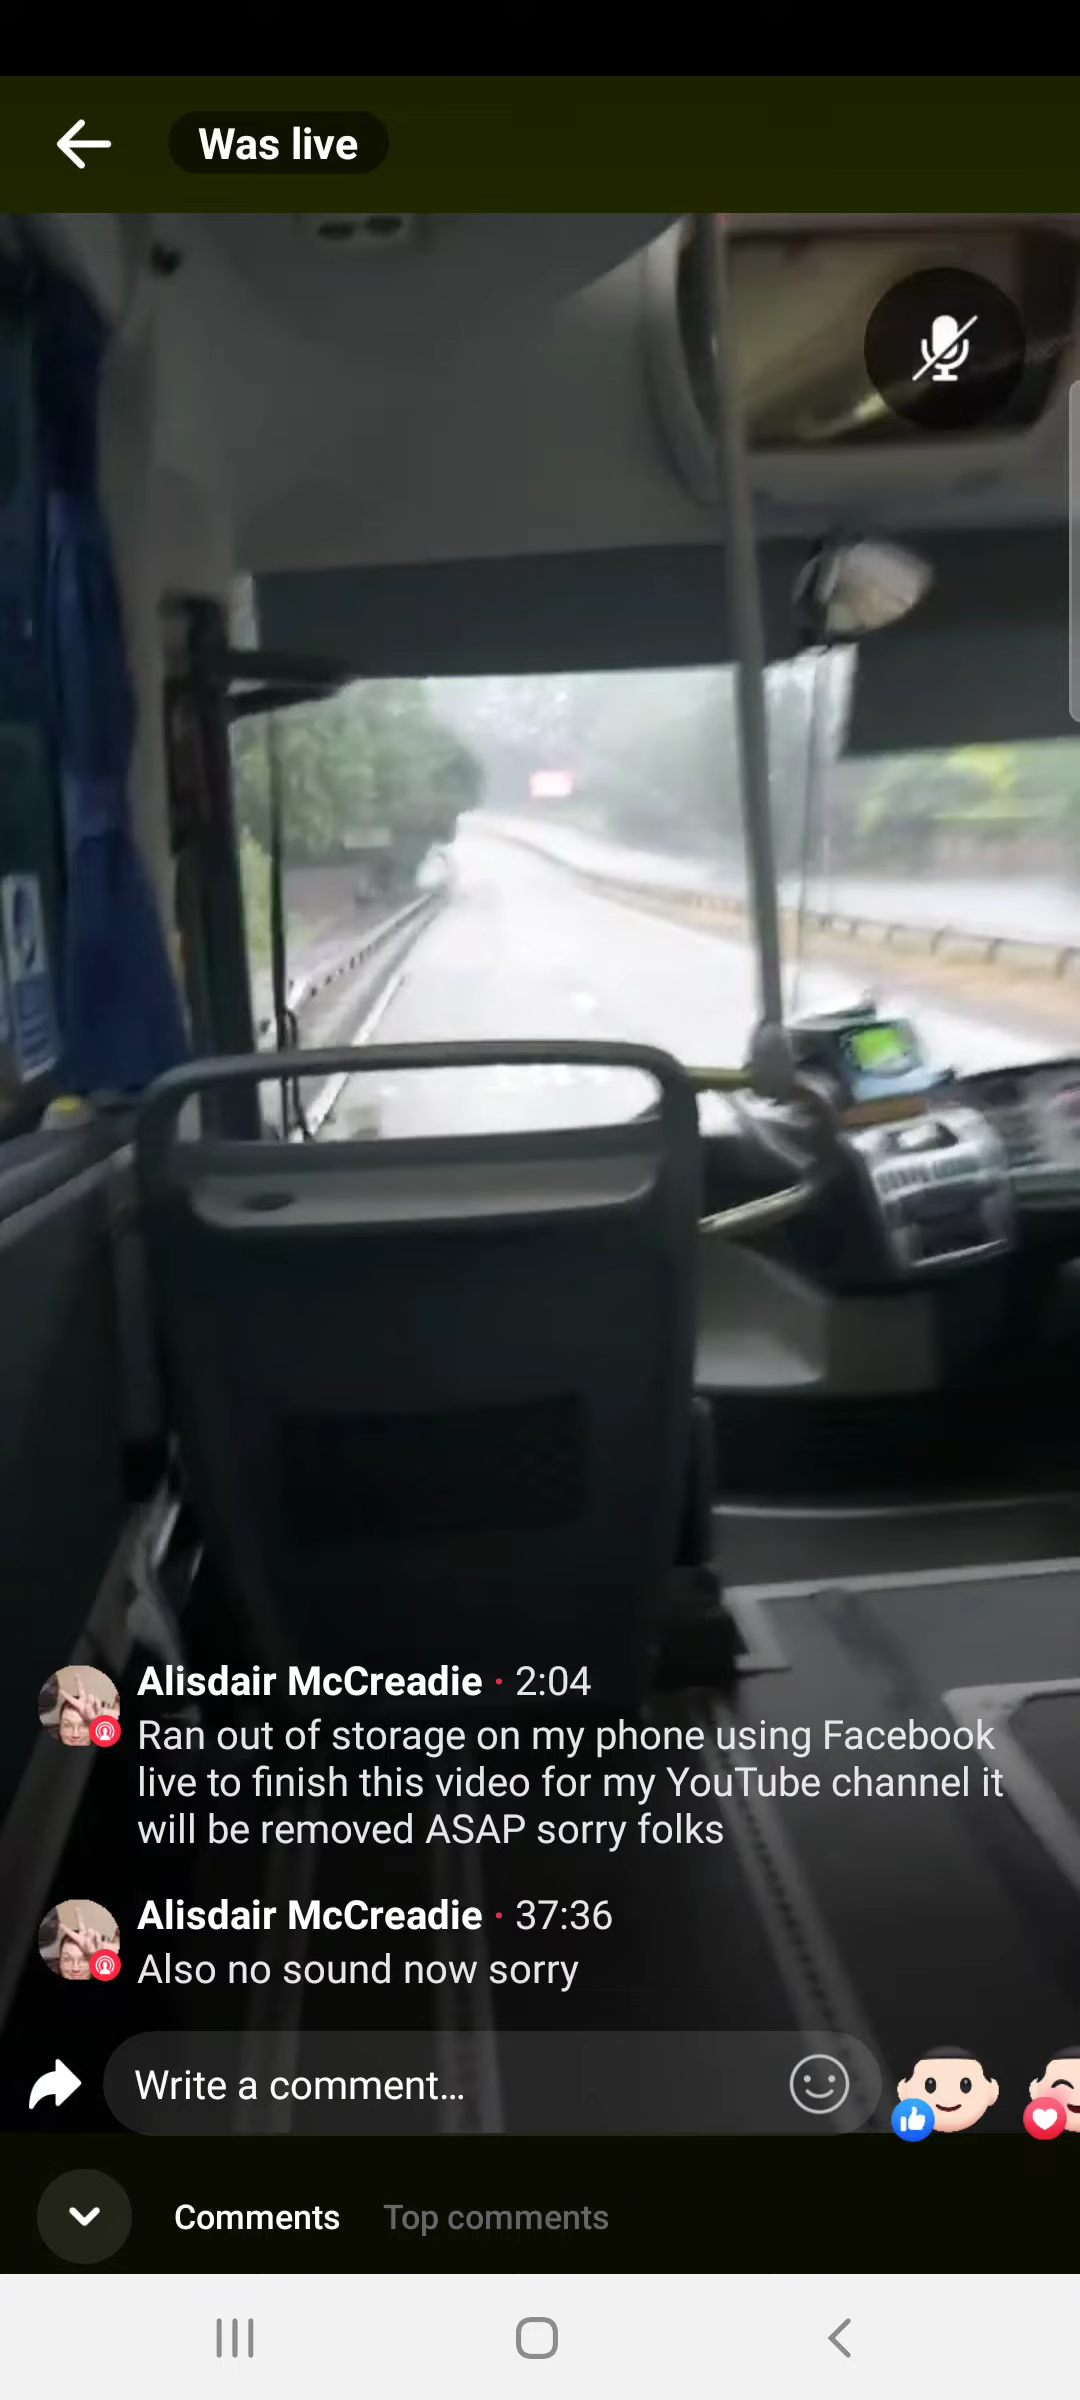 Was live
Alisdair McCreadie · 2:04
Ran out of storage on my phone using Facebook
live to finish this video for my YouTube channel it
will be removed ASAP sorry folks
Alisdair McCreadie · 37:36
Also no sound now sorry
Write a comment...
Comments Top comments